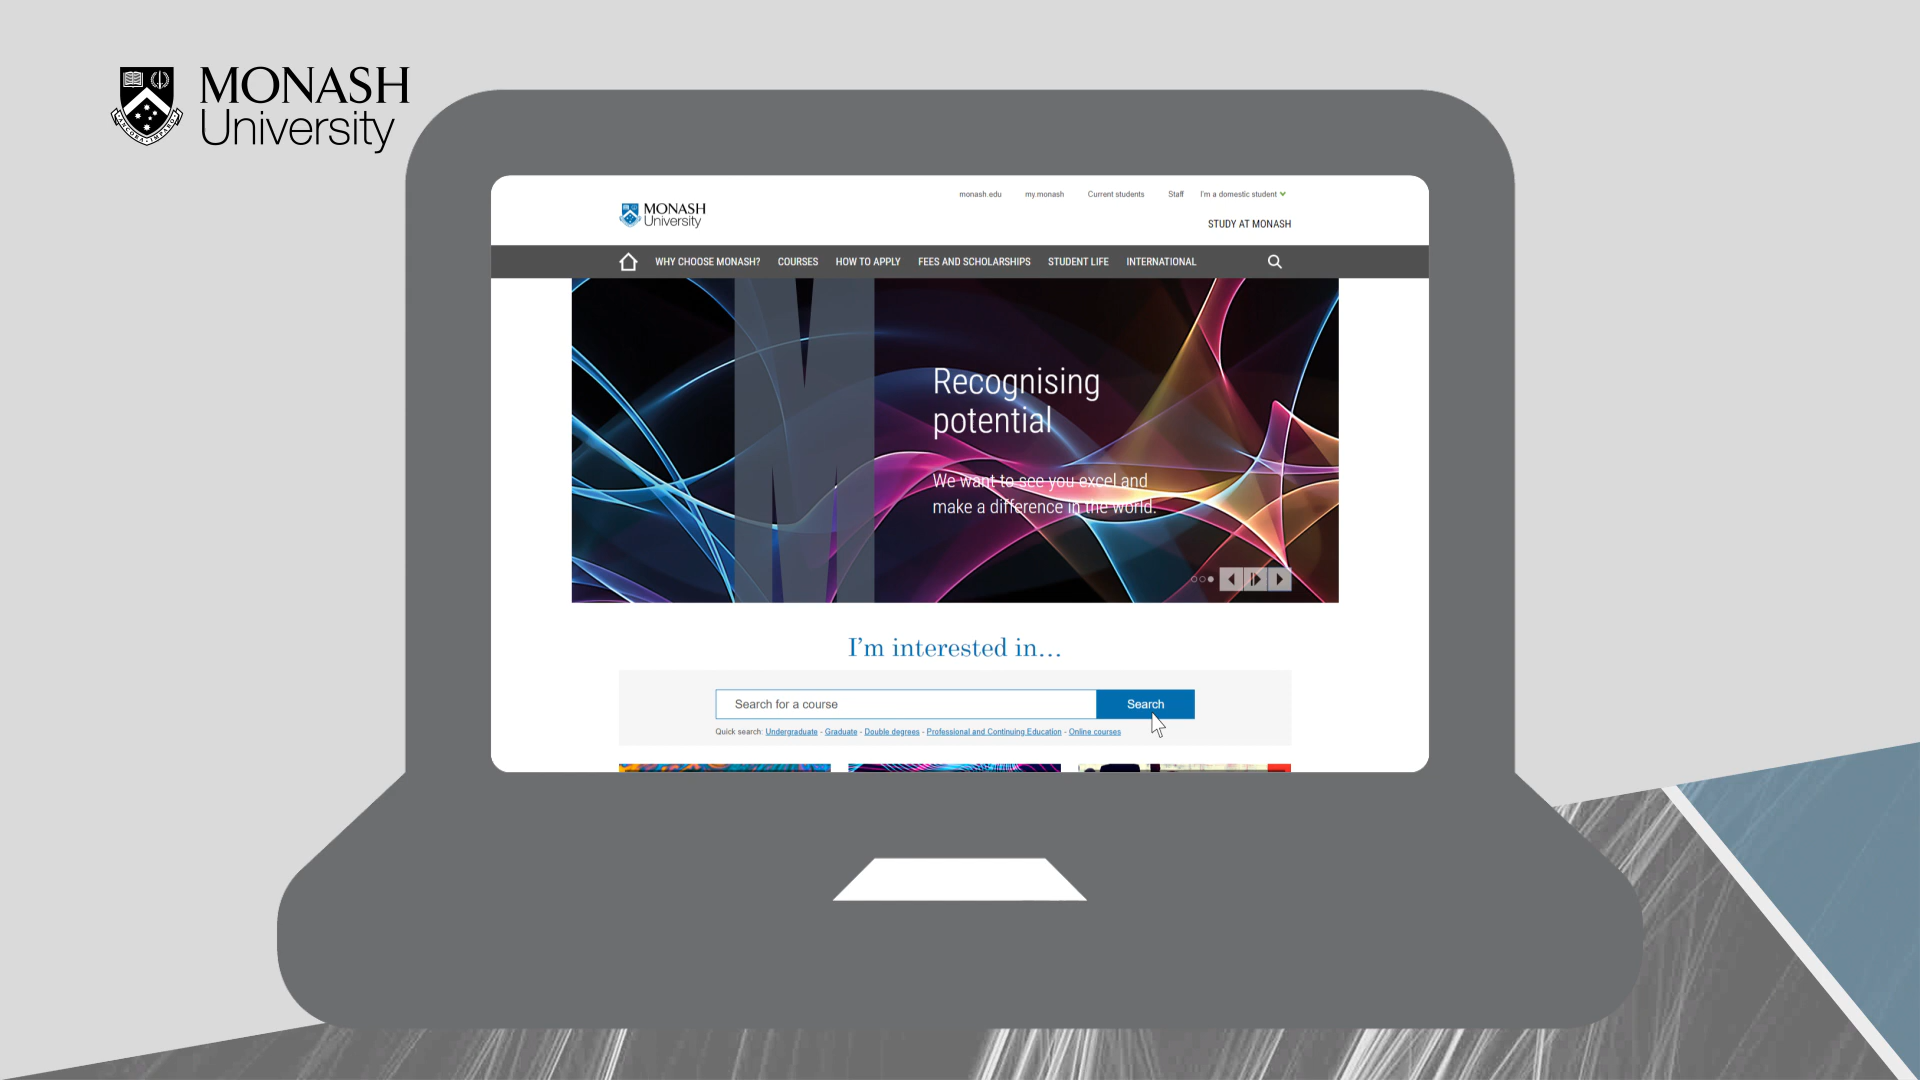 MONASH
University
ANCORA IMPARO
monash.edu my.monash Current students Staff I'm a domestic student
MONASH
University
STUDY AT MONASH
WHY CHOOSE MONASH? COURSES HOW TO APPLY FEES AND SCHOLARSHIPS STUDENT LIFE INTERNATIONAL
Recognising
potential
We want to see you excel and
make a difference in the world.
I'm interested in...
Search for a course Search
Quick search: Undergraduate - Graduate - Double degrees - Professional and Continuing Education - Online courses